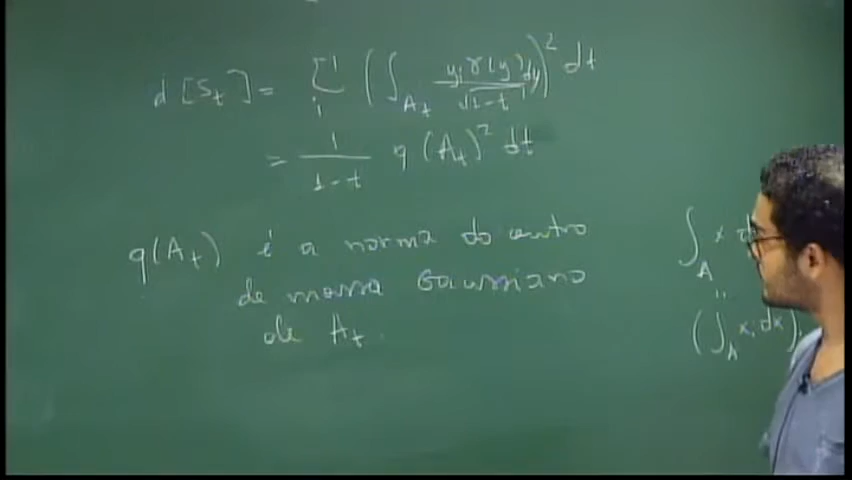 d[S_t] = Σ_i ( ∫_{A_t} y_i γ(y) dy / √(1-t) )² dt
= 1/(1-t) q(A_t)² dt
q(A_t) é a norma do centro
de massa Gaussiano
de A_t.
∫_A x d
"
( ∫_A x_i dx )_i